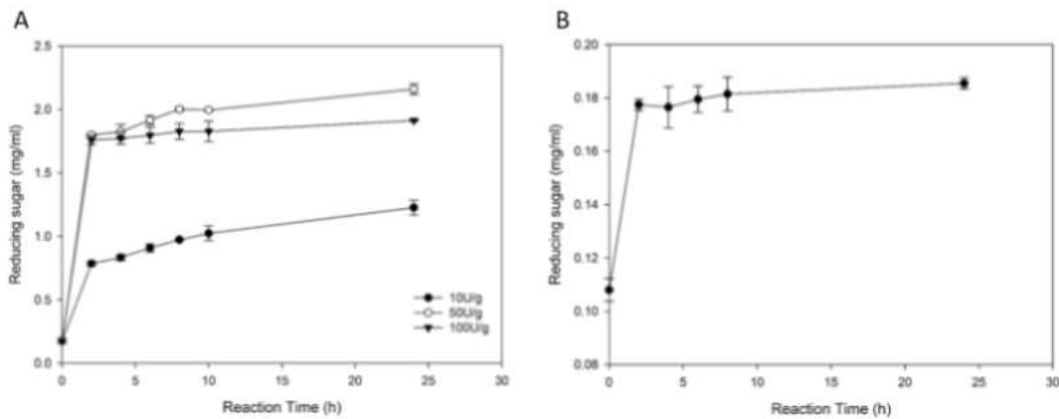 A
Reducing sugar (mg/ml)
2.5
2.0
1.5
1.0
0.5
0.0
0 5 10 15 20 25 30
Reaction Time (h)
10U/g
50U/g
100U/g
B
Reducing sugar (mg/ml)
0.20
0.18
0.16
0.14
0.12
0.10
0.08
0 5 10 15 20 25 30
Reaction Time (h)